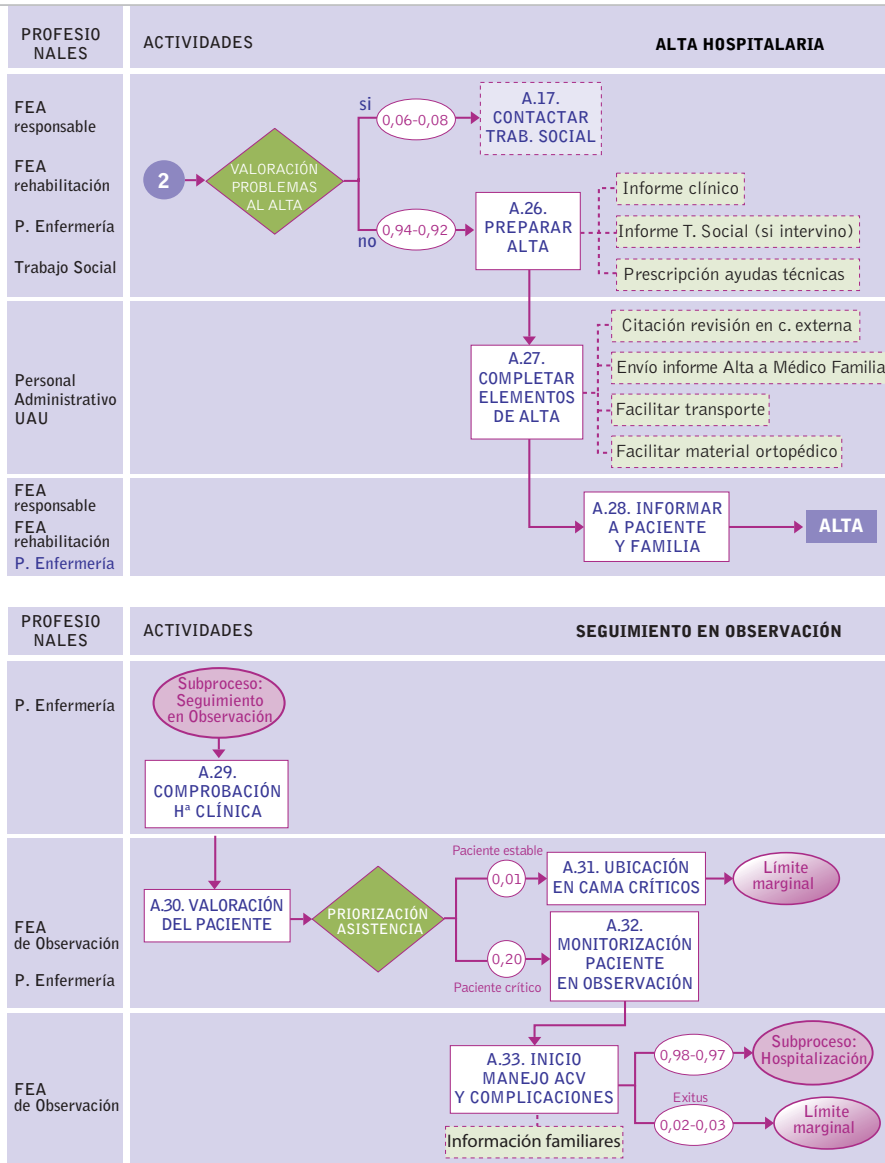 PROFESIO
NALES
ACTIVIDADES
ALTA HOSPITALARIA
FEA
responsable
FEA
rehabilitación
P. Enfermería
Trabajo Social
2
VALORACIÓN
PROBLEMAS
AL ALTA
si
0,06-0,08
A.17.
CONTACTAR
TRAB. SOCIAL
no
0,94-0,92
A.26.
PREPARAR
ALTA
Informe clínico
Informe T. Social (si intervino)
Prescripción ayudas técnicas
Personal
Administrativo
UAU
A.27.
COMPLETAR
ELEMENTOS
DE ALTA
Citación revisión en c. externa
Envío informe Alta a Médico Familia
Facilitar transporte
Facilitar material ortopédico
FEA
responsable
FEA
rehabilitación
P. Enfermería
A.28. INFORMAR
A PACIENTE
Y FAMILIA
ALTA
PROFESIO
NALES
ACTIVIDADES
SEGUIMIENTO EN OBSERVACIÓN
P. Enfermería
Subproceso:
Seguimiento
en Observación
A.29.
COMPROBACIÓN
Hª CLÍNICA
FEA
de Observación
P. Enfermería
A.30. VALORACIÓN
DEL PACIENTE
PRIORIZACIÓN
ASISTENCIA
Paciente estable
0,01
A.31. UBICACIÓN
EN CAMA CRÍTICOS
Límite
marginal
0,20
Paciente crítico
A.32.
MONITORIZACIÓN
PACIENTE
EN OBSERVACIÓN
FEA
de Observación
A.33. INICIO
MANEJO ACV
Y COMPLICACIONES
Información familiares
0,98-0,97
Subproceso:
Hospitalización
Exitus
0,02-0,03
Límite
marginal